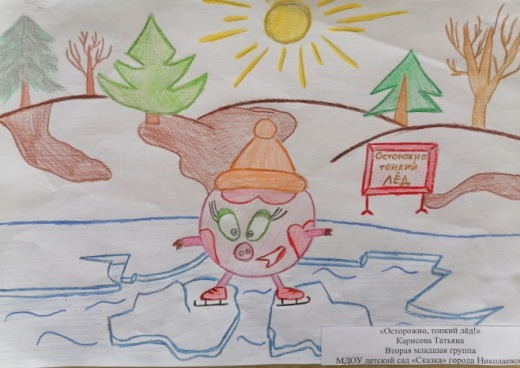 Осторожно
тонкий
ЛЁД
«Осторожно, тонкий лёд!»
Карисова Татьяна
Вторая младшая группа
МДОУ детский сад «Сказка» города